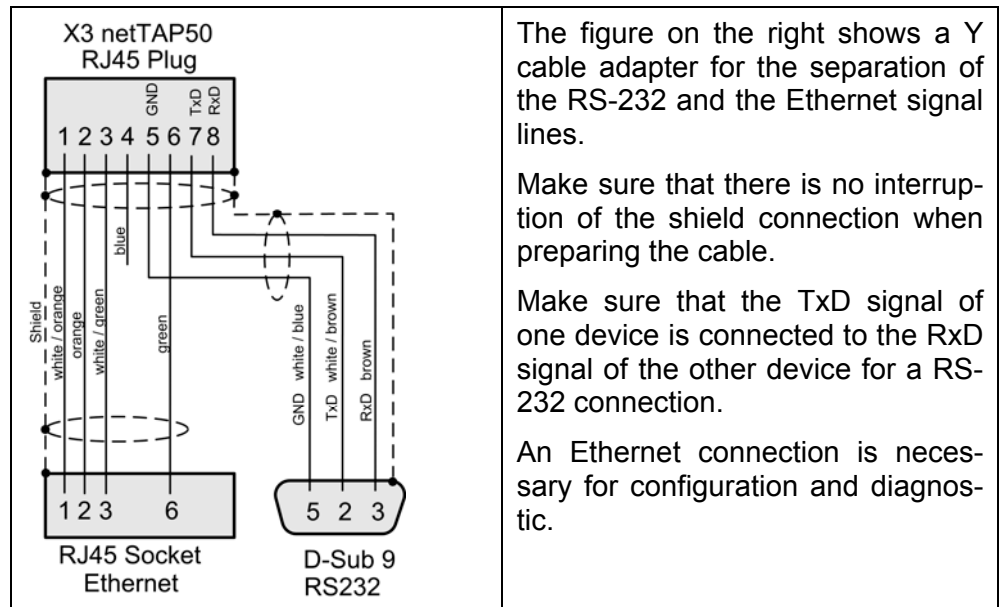 X3 netTAP50
RJ45 Plug
GND
TxD
RxD
1 2 3 4 5 6 7 8
Shield
white / orange
orange
white / green
blue
green
GND white / blue
TxD white / brown
RxD brown
1 2 3 6
5 2 3
RJ45 Socket
Ethernet
D-Sub 9
RS232
The figure on the right shows a Y
cable adapter for the separation of
the RS-232 and the Ethernet signal
lines.
Make sure that there is no interrup-
tion of the shield connection when
preparing the cable.
Make sure that the TxD signal of
one device is connected to the RxD
signal of the other device for a RS-
232 connection.
An Ethernet connection is neces-
sary for configuration and diagnos-
tic.